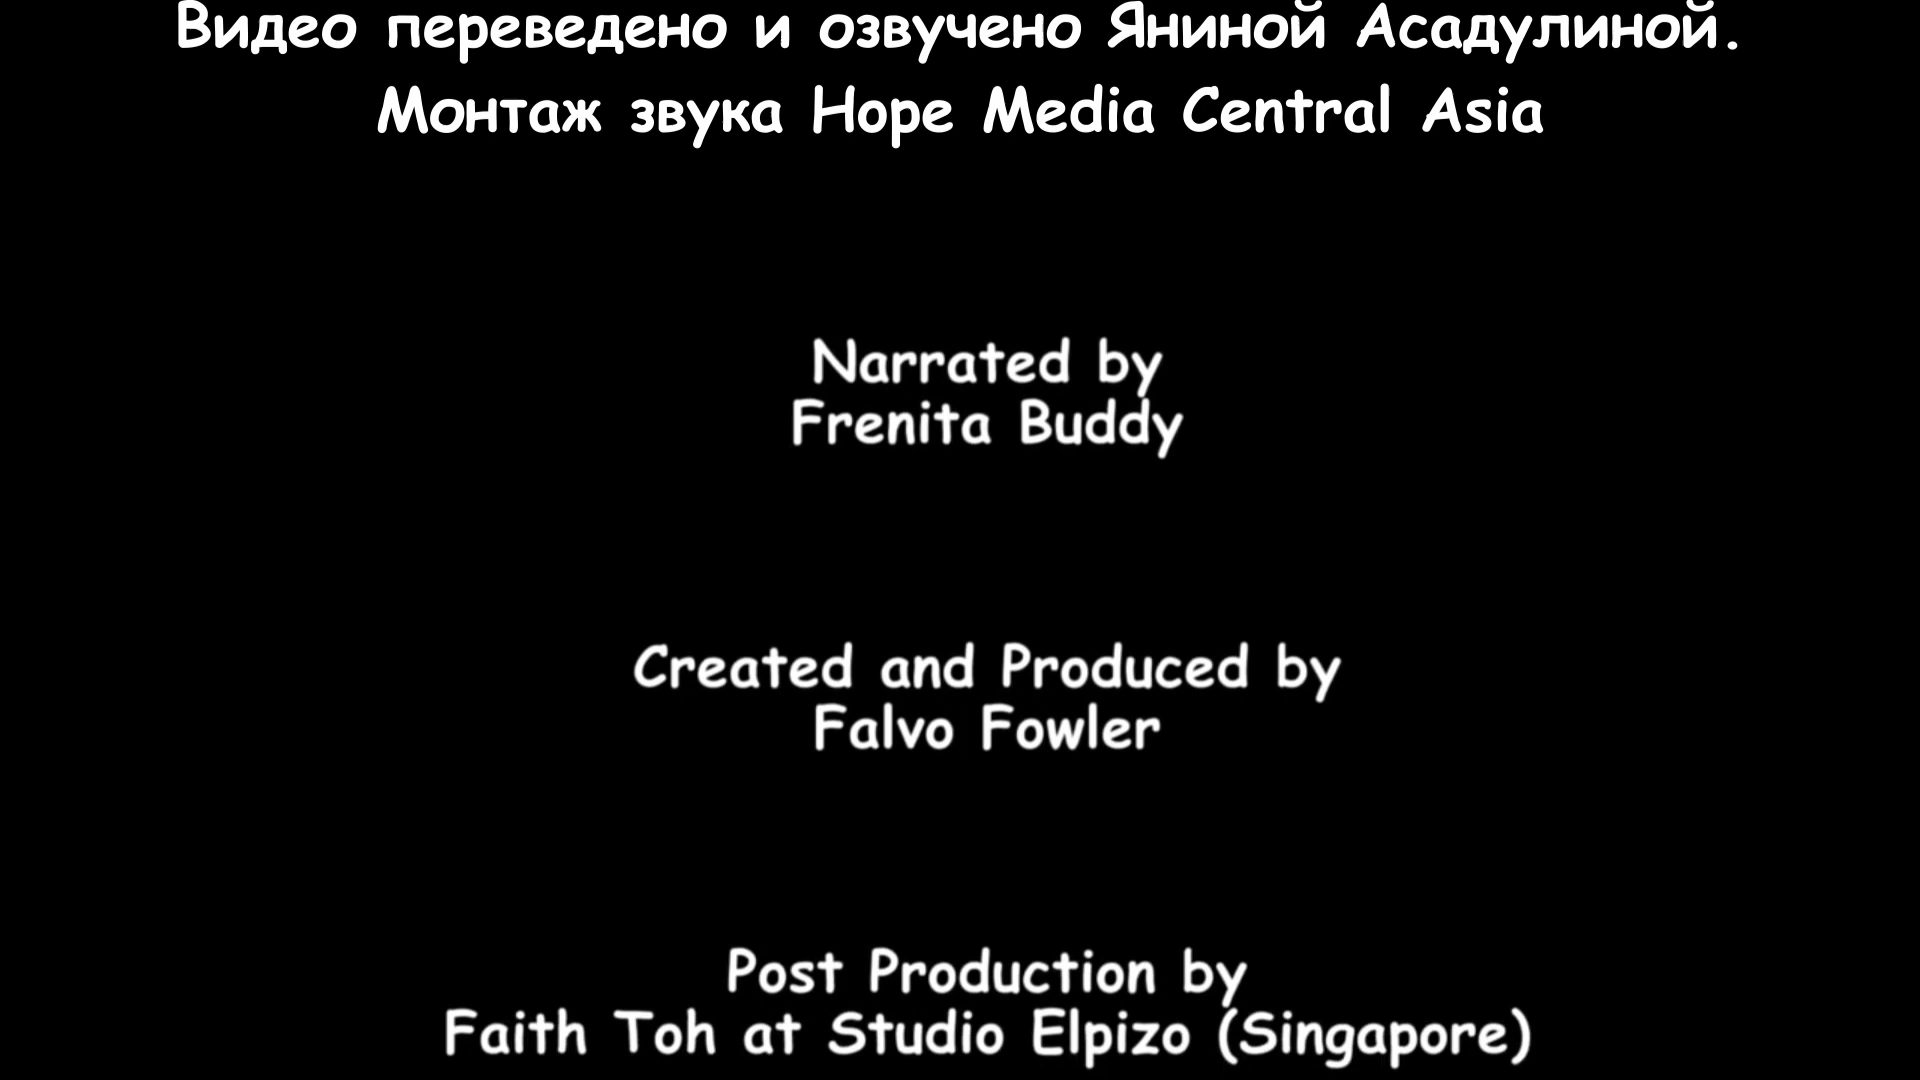 Видео переведено и озвучено Яниной Асадулиной.
Монтаж звука Hope Media Central Asia
Narrated by
Frenita Buddy
Created and Produced by
Falvo Fowler
Post Production by
Faith Toh at Studio Elpizo (Singapore)